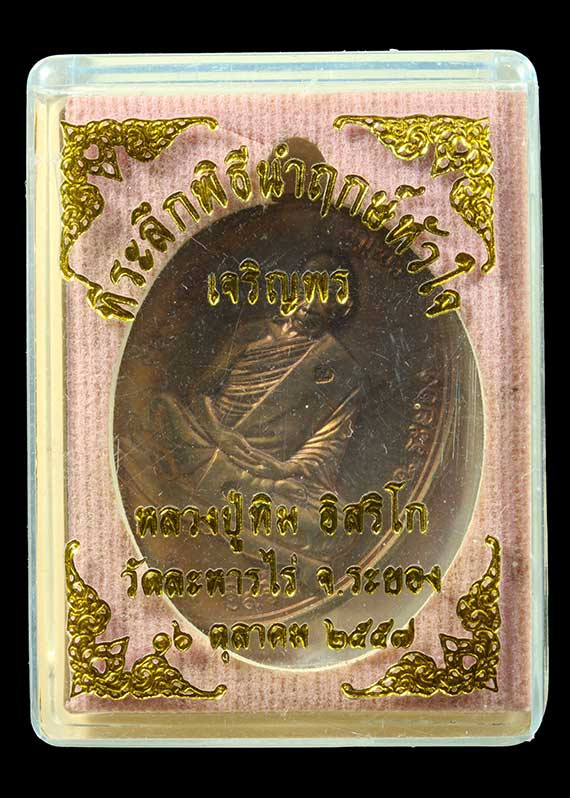 ที่ระลึกพิธีนำฤกษ์หัวใจ
เจริญพร
หลวงปู่ทิม อิสริโก
วัดละหารไร่ จ.ระยอง
๑๖ ตุลาคม ๒๕๕๗